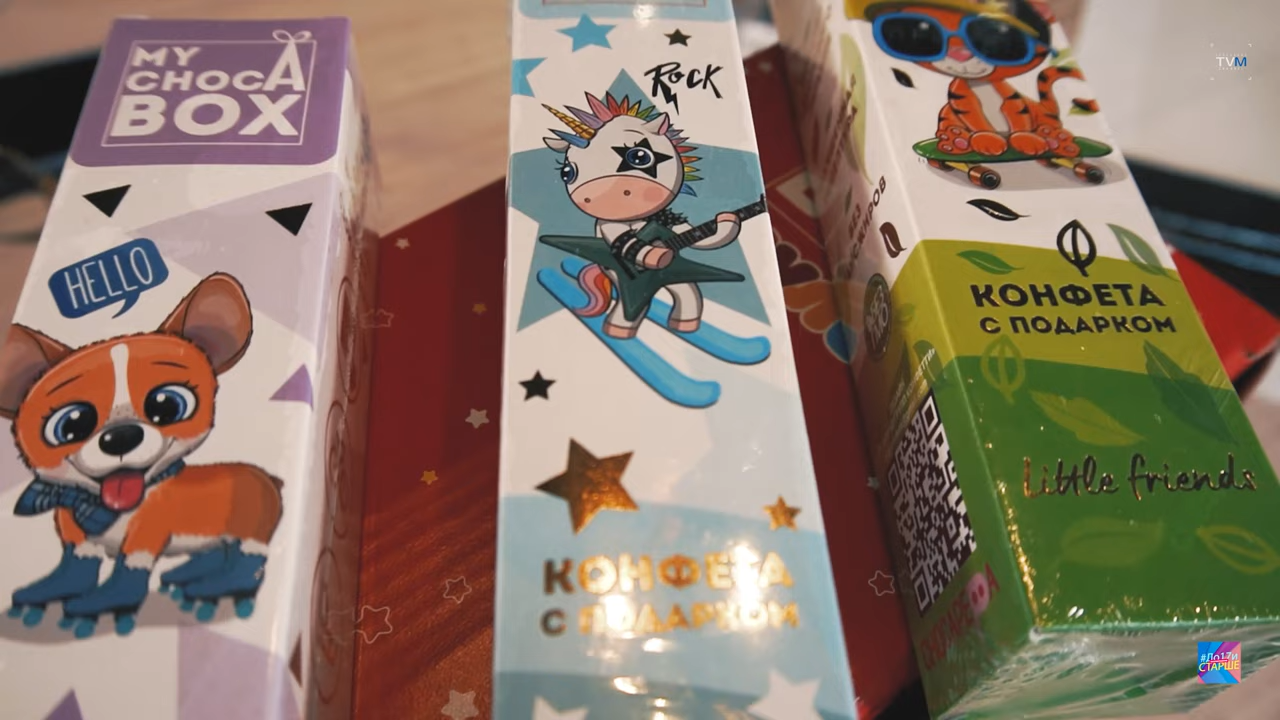 MY
CHOCA
BOX
HELLO
ROCK
КОНФЕТА
С ПОДАРКОМ
КОНФЕТА
С ПОДАРКОМ
Little friends
TVM
#До17и
СТАРШЕ